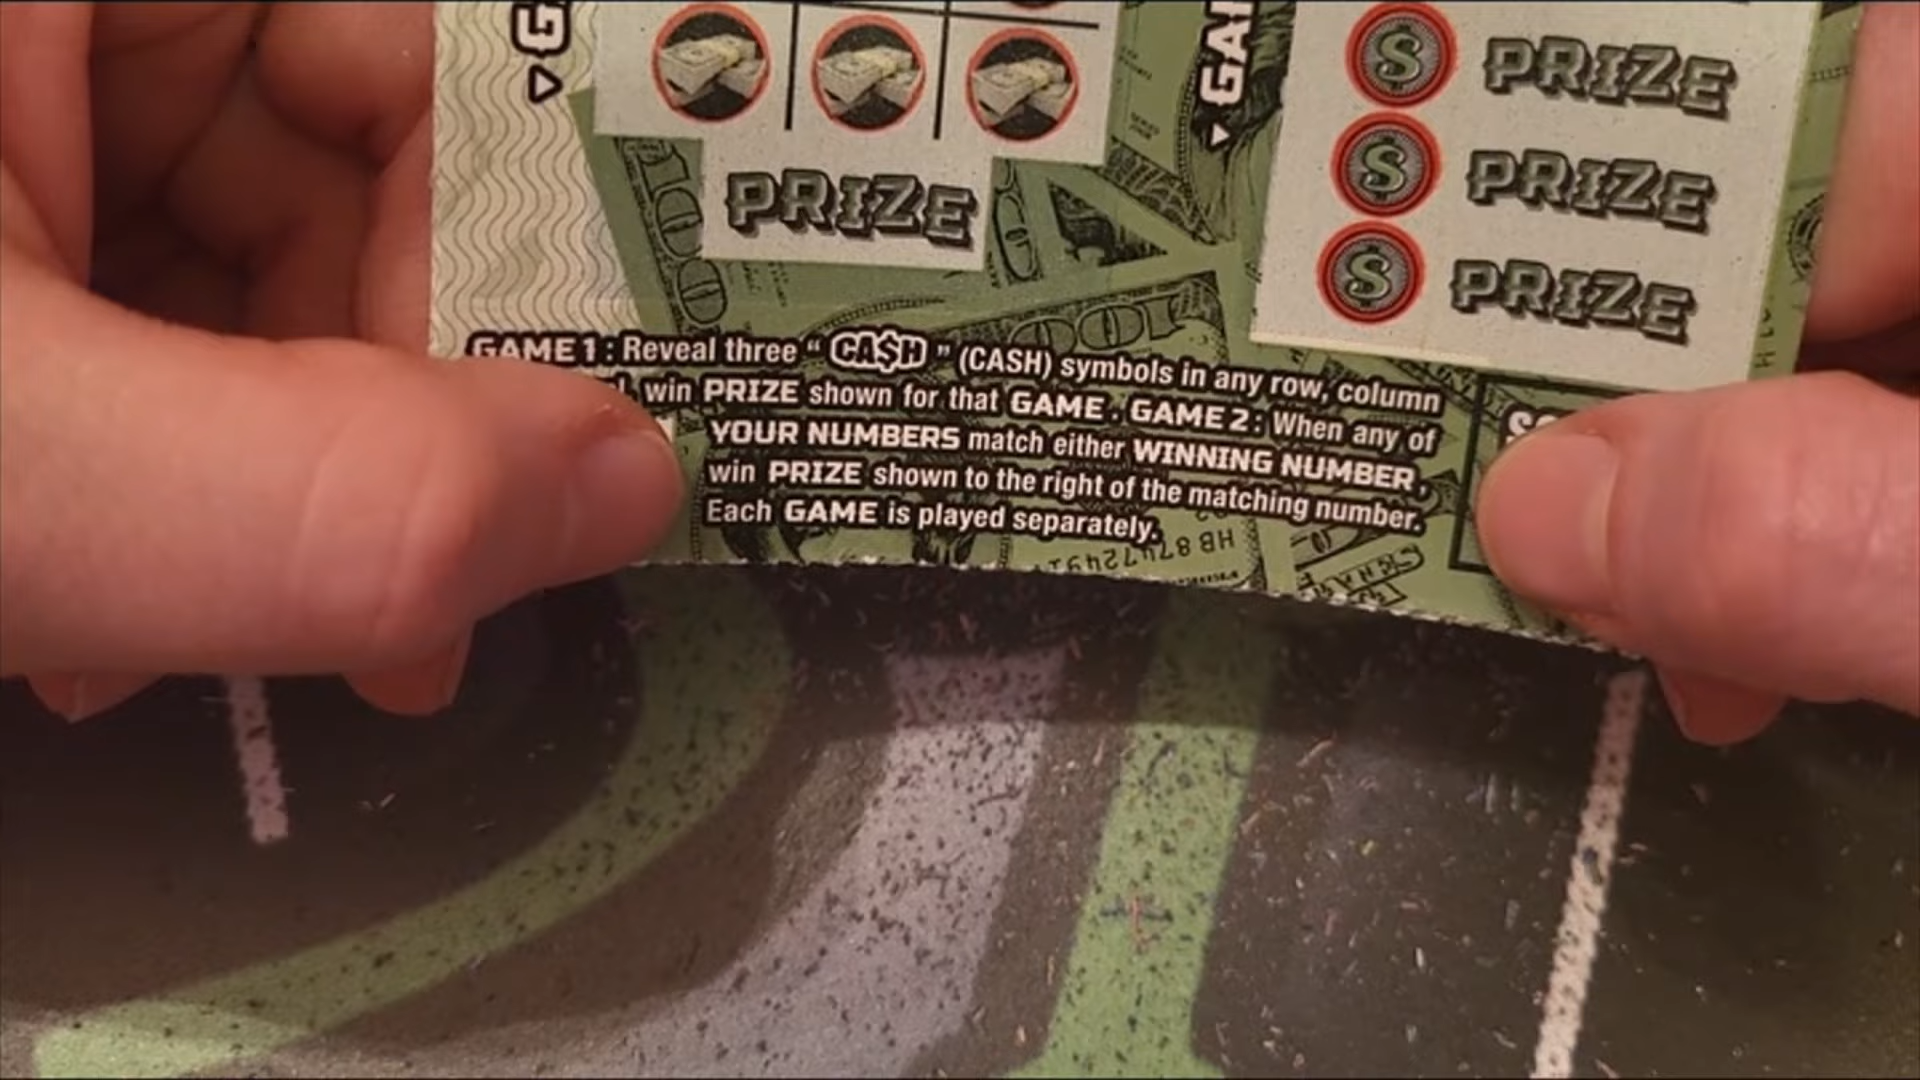 PRIZE
PRIZE
PRIZE
PRIZE
GAME 1: Reveal three “ CA$H ” (CASH) symbols in any row, column
win PRIZE shown for that GAME. GAME 2: When any of
YOUR NUMBERS match either WINNING NUMBER,
win PRIZE shown to the right of the matching number.
Each GAME is played separately.